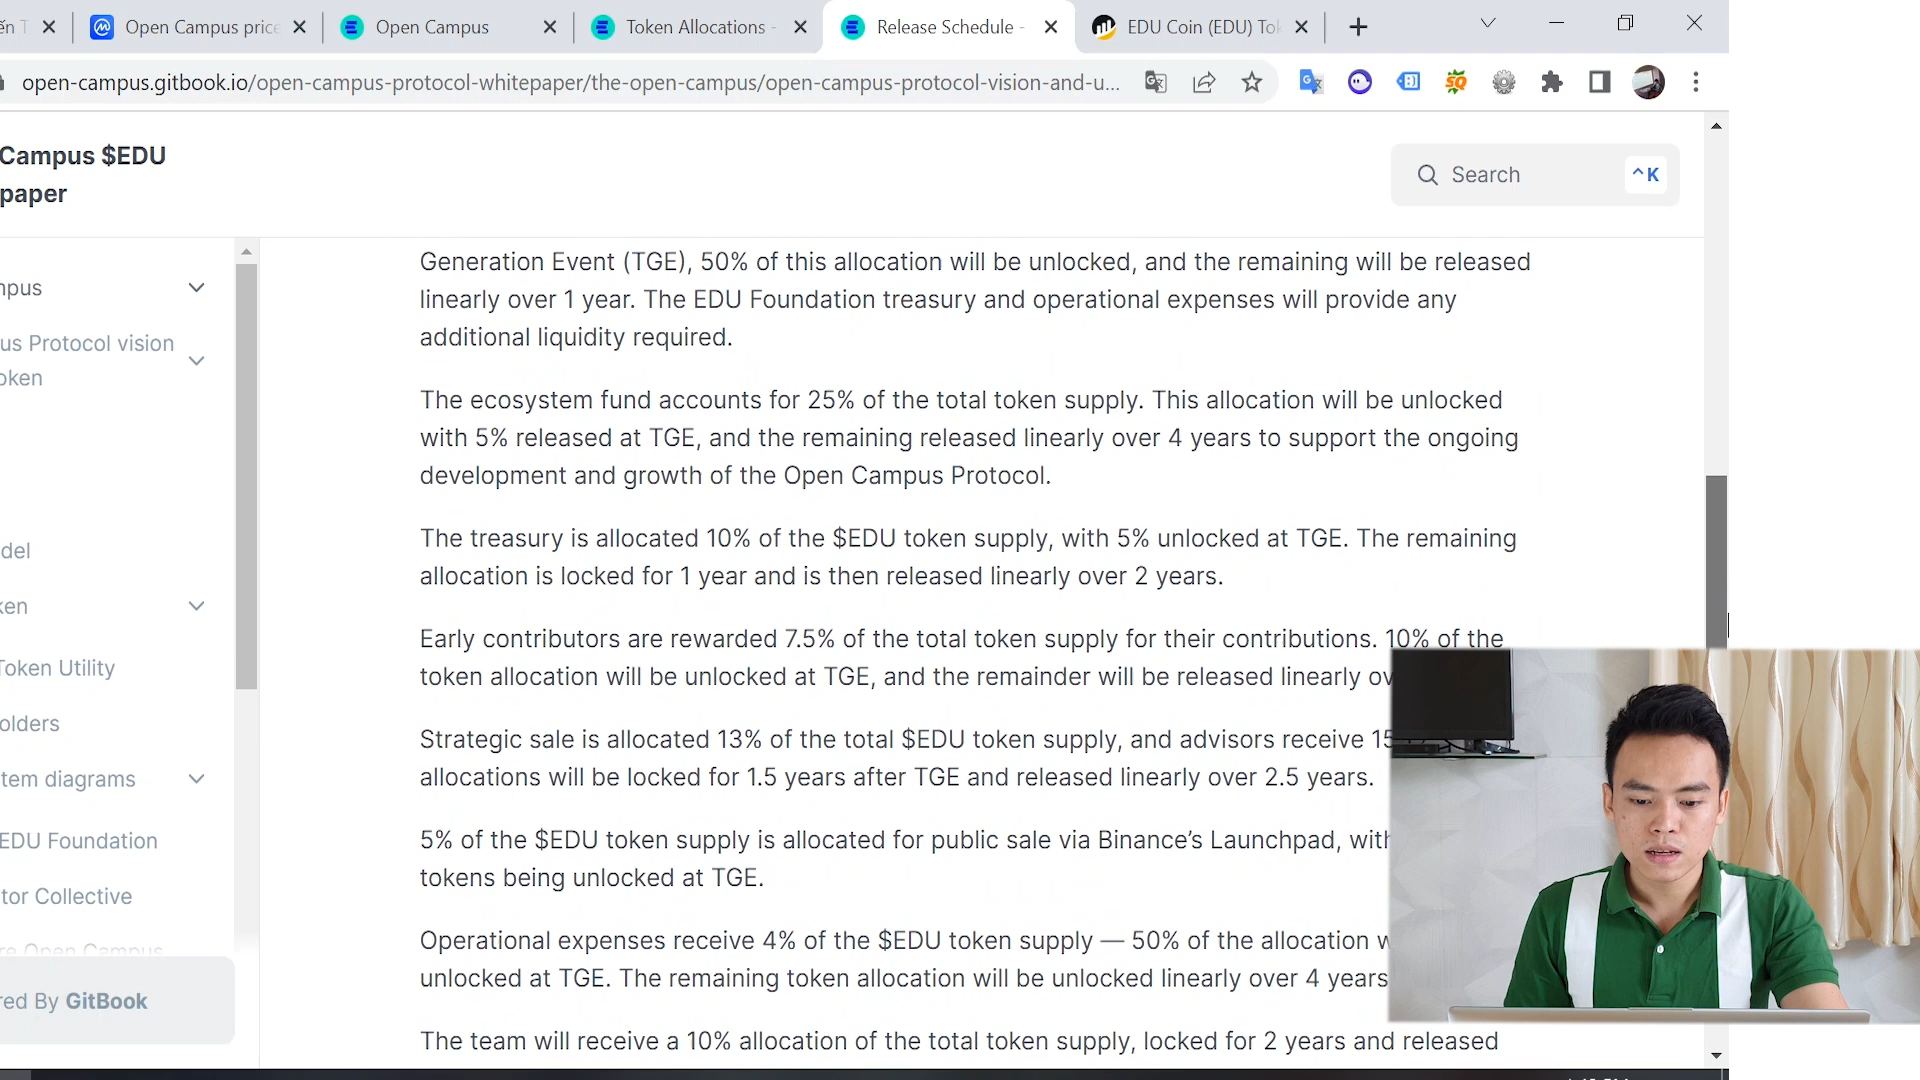 Open Campus
Token Allocations -
Release Schedule -
EDU Coin (EDU)
open-campus.gitbook.io/open-campus-protocol-whitepaper/the-open-campus/open-campus-protocol-vision-and-u...
Campus $EDU
paper
Search
^K
Generation Event (TGE), 50% of this allocation will be unlocked, and the remaining will be released
linearly over 1 year. The EDU Foundation treasury and operational expenses will provide any
additional liquidity required.
The ecosystem fund accounts for 25% of the total token supply. This allocation will be unlocked
with 5% released at TGE, and the remaining released linearly over 4 years to support the ongoing
development and growth of the Open Campus Protocol.
The treasury is allocated 10% of the $EDU token supply, with 5% unlocked at TGE. The remaining
allocation is locked for 1 year and is then released linearly over 2 years.
Early contributors are rewarded 7.5% of the total token supply for their contributions. 10% of the
token allocation will be unlocked at TGE, and the remainder will be released linearly
Strategic sale is allocated 13% of the total $EDU token supply, and advisors receive
allocations will be locked for 1.5 years after TGE and released linearly over 2.5 years.
5% of the $EDU token supply is allocated for public sale via Binance's Launchpad,
tokens being unlocked at TGE.
Operational expenses receive 4% of the $EDU token supply — 50% of the allocation
unlocked at TGE. The remaining token allocation will be unlocked linearly over 4 years
The team will receive a 10% allocation of the total token supply, locked for 2 years and released
Protocol vision
Token Utility
diagrams
EDU Foundation
Collective
Open Campus
By GitBook